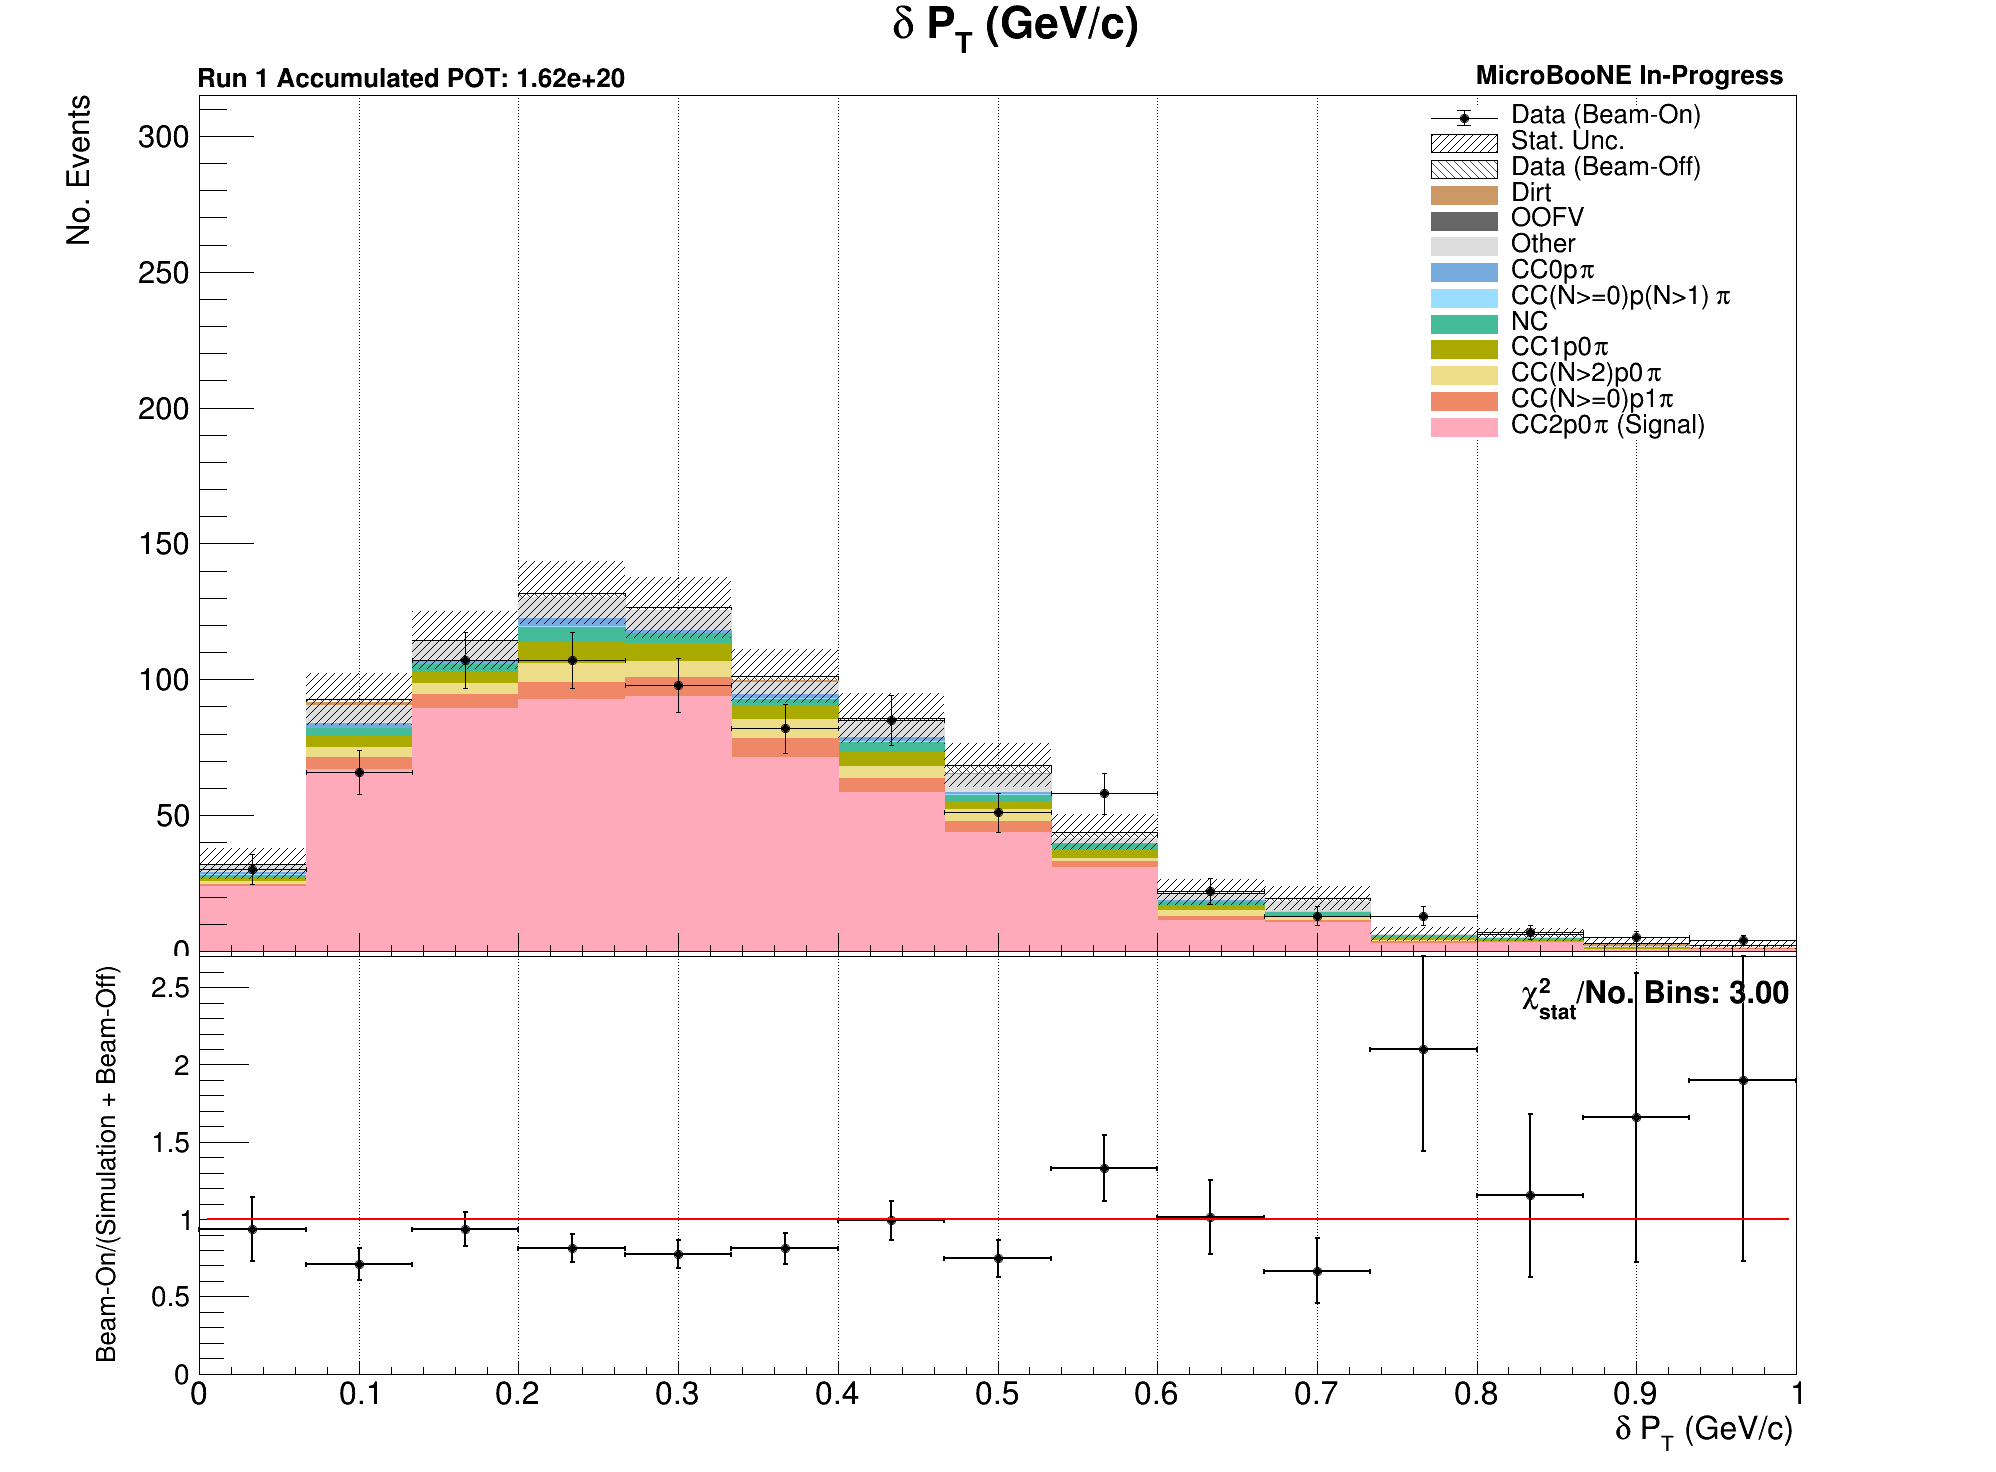 δ P_T (GeV/c)
Run 1 Accumulated POT: 1.62e+20
MicroBooNE In-Progress
No. Events
300
250
200
150
100
50
0
Data (Beam-On)
Stat. Unc.
Data (Beam-Off)
Dirt
OOFV
Other
CC0pπ
CC(N>=0)p(N>1) π
NC
CC1p0π
CC(N>2)p0π
CC(N>=0)p1π
CC2p0π (Signal)
Beam-On/(Simulation + Beam-Off)
2.5
2
1.5
1
0.5
0
χ²_stat/No. Bins: 3.00
0 0.1 0.2 0.3 0.4 0.5 0.6 0.7 0.8 0.9 1
δ P_T (GeV/c)